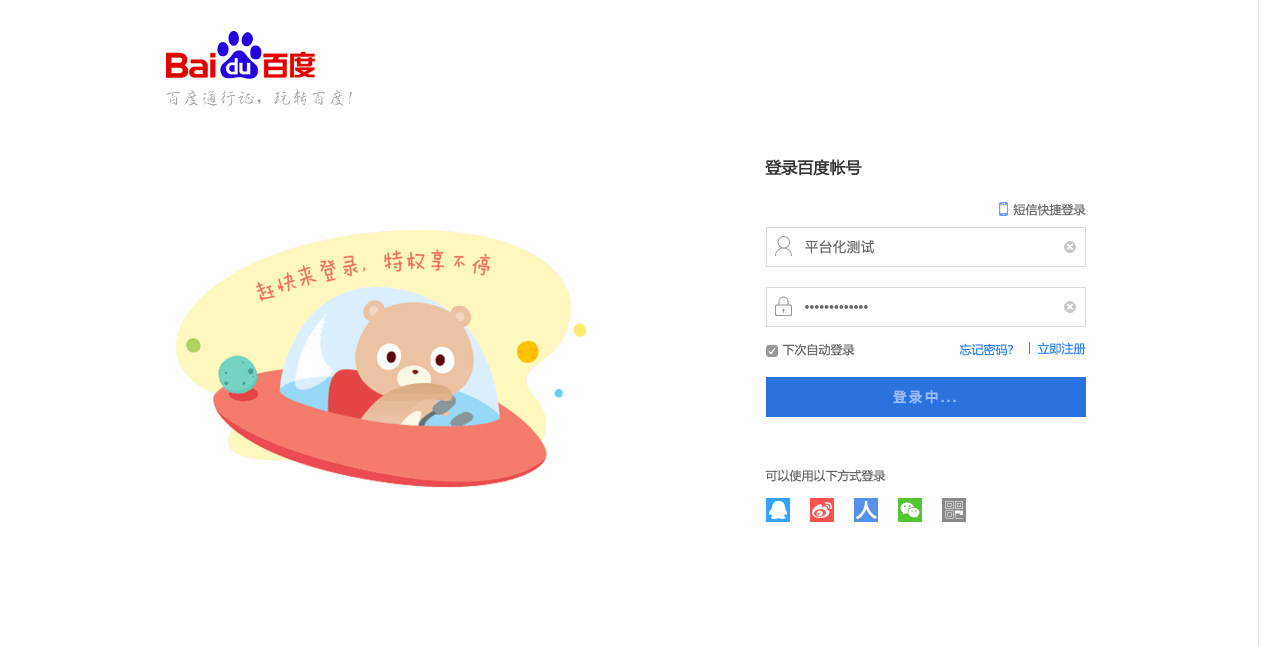 Bai du 百度
百度通行证，玩转百度!
登录百度帐号
短信快捷登录
赶快来登录，特权享不停
平台化测试
•••••••••••••
下次自动登录 忘记密码? | 立即注册
登录中...
可以使用以下方式登录